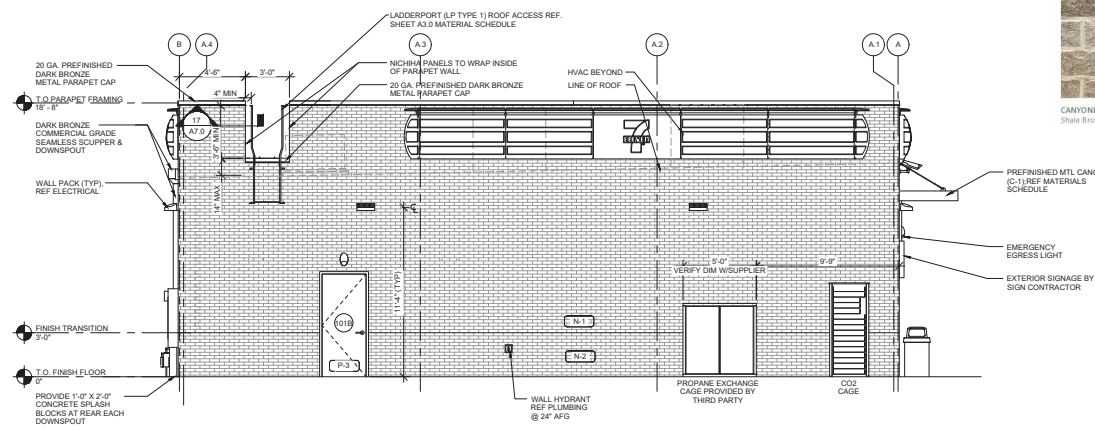 LADDERPORT (LP TYPE 1) ROOF ACCESS REF.
SHEET A3.0 MATERIAL SCHEDULE
B
A.4
A.3
A.2
A.1
A
20 GA. PREFINISHED
DARK BRONZE
METAL PARAPET CAP
4'-6"
3'-0"
NICHIHA PANELS TO WRAP INSIDE
OF PARAPET WALL
20 GA. PREFINISHED DARK BRONZE
METAL PARAPET CAP
HVAC BEYOND
LINE OF ROOF
4" MIN
T.O.PARAPET FRAMING
18' - 8"
17
A7.0
3'-6" MIN
14" MAX
DARK BRONZE
COMMERCIAL GRADE
SEAMLESS SCUPPER &
DOWNSPOUT
WALL PACK (TYP),
REF ELECTRICAL
7
ELEVEN
CANYONE
Shale Bro
PREFINISHED MTL CANO
(C-1);REF MATERIALS
SCHEDULE
EMERGENCY
EGRESS LIGHT
EXTERIOR SIGNAGE BY
SIGN CONTRACTOR
11'-4" (TYP)
5'-0"
VERIFY DIM W/SUPPLIER
9'-9"
FINISH TRANSITION
3'-0"
101B
P-3
N-1
N-2
T.O. FINISH FLOOR
0"
PROVIDE 1'-0" X 2'-0"
CONCRETE SPLASH
BLOCKS AT REAR EACH
DOWNSPOUT
WALL HYDRANT
REF PLUMBING
@ 24" AFG
PROPANE EXCHANGE
CAGE PROVIDED BY
THIRD PARTY
CO2
CAGE